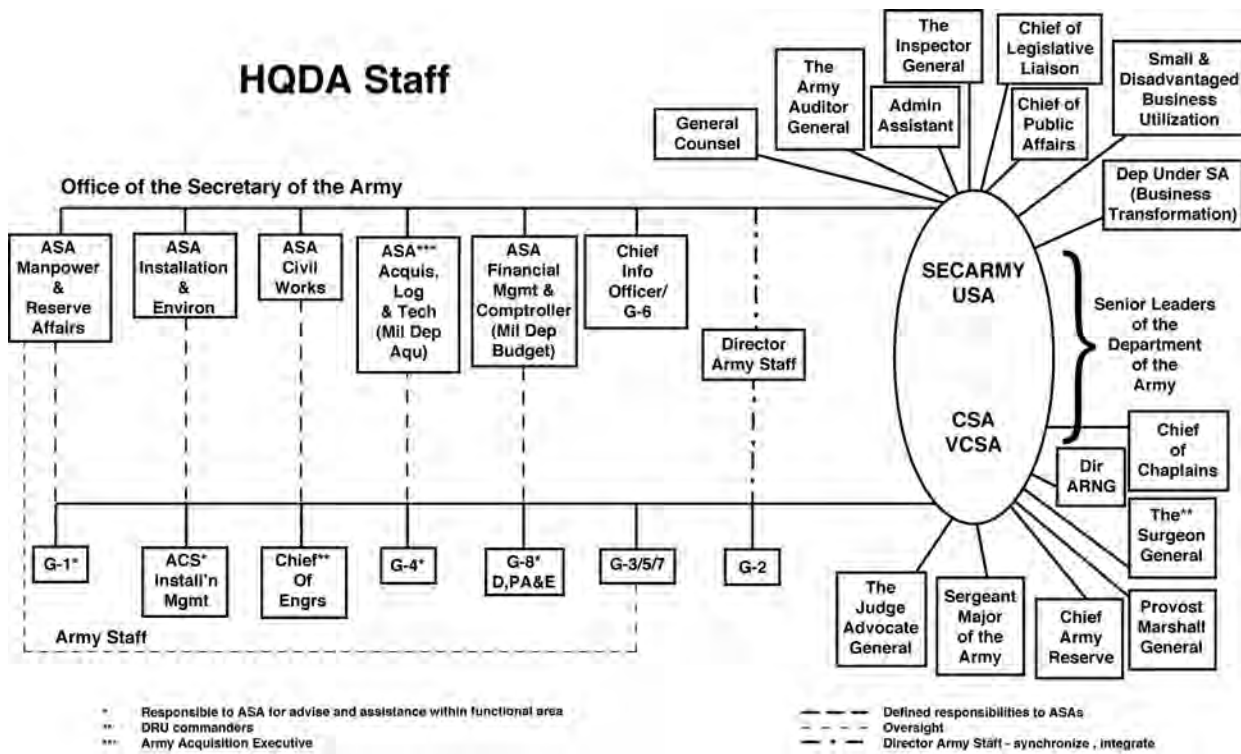 HQDA Staff
The
Inspector
General
Chief of
Legislative
Liaison
Small &
Disadvantaged
Business
Utilization
The
Army
Auditor
General
Admin
Assistant
Chief of
Public
Affairs
General
Counsel
Dep Under SA
(Business
Transformation)
Office of the Secretary of the Army
ASA
Manpower
&
Reserve
Affairs
ASA
Installation
&
Environ
ASA
Civil
Works
ASA***
Acquis,
Log
& Tech
(Mil Dep
Aqu)
ASA
Financial
Mgmt &
Comptroller
(Mil Dep
Budget)
Chief
Info
Officer/
G-6
Director
Army Staff
SECARMY
USA
CSA
VCSA
Senior Leaders
of the
Department
of the
Army
Chief
of
Chaplains
Dir
ARNG
The**
Surgeon
General
Provost
Marshall
General
Chief
Army
Reserve
Sergeant
Major
of the
Army
The
Judge
Advocate
General
G-1*
ACS*
Install'n
Mgmt
Chief**
Of
Engrs
G-4*
G-8*
D,PA&E
G-3/5/7
G-2
Army Staff
* Responsible to ASA for advise and assistance within functional area
** DRU commanders
*** Army Acquisition Executive
Defined responsibilities to ASAs
Oversight
Director Army Staff - synchronize , integrate